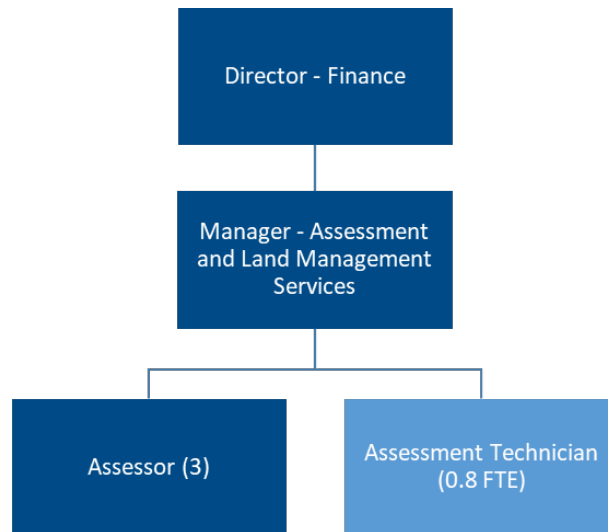 Director - Finance
Manager - Assessment
and Land Management
Services
Assessor (3)
Assessment Technician
(0.8 FTE)